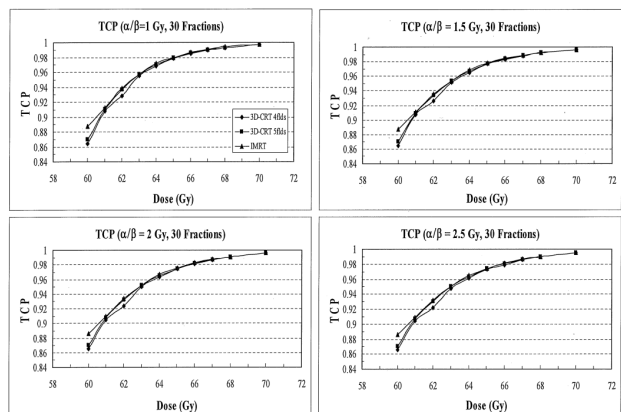 TCP (α/β=1 Gy, 30 Fractions)
TCP
1
0.98
0.96
0.94
0.92
0.9
0.88
0.86
0.84
3D-CRT 4flds
3D-CRT 5flds
IMRT
58 60 62 64 66 68 70 72
Dose (Gy)
TCP (α/β = 1.5 Gy, 30 Fractions)
TCP
1
0.98
0.96
0.94
0.92
0.9
0.88
0.86
0.84
58 60 62 64 66 68 70 72
Dose (Gy)
TCP (α/β = 2 Gy, 30 Fractions)
TCP
1
0.98
0.96
0.94
0.92
0.9
0.88
0.86
0.84
58 60 62 64 66 68 70 72
Dose (Gy)
TCP (α/β = 2.5 Gy, 30 Fractions)
TCP
1
0.98
0.96
0.94
0.92
0.9
0.88
0.86
0.84
58 60 62 64 66 68 70 72
Dose (Gy)